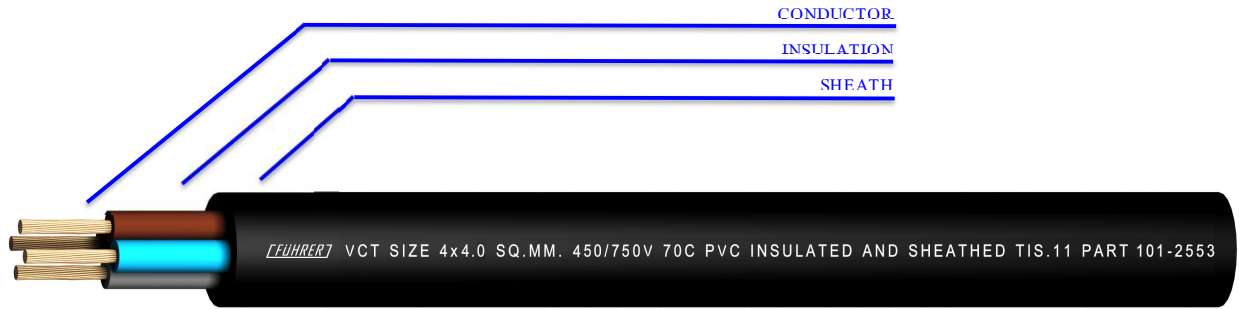 CONDUCTOR
INSULATION
SHEATH
FÜHRER VCT SIZE 4x4.0 SQ.MM. 450/750V 70C PVC INSULATED AND SHEATHED TIS.11 PART 101-2553